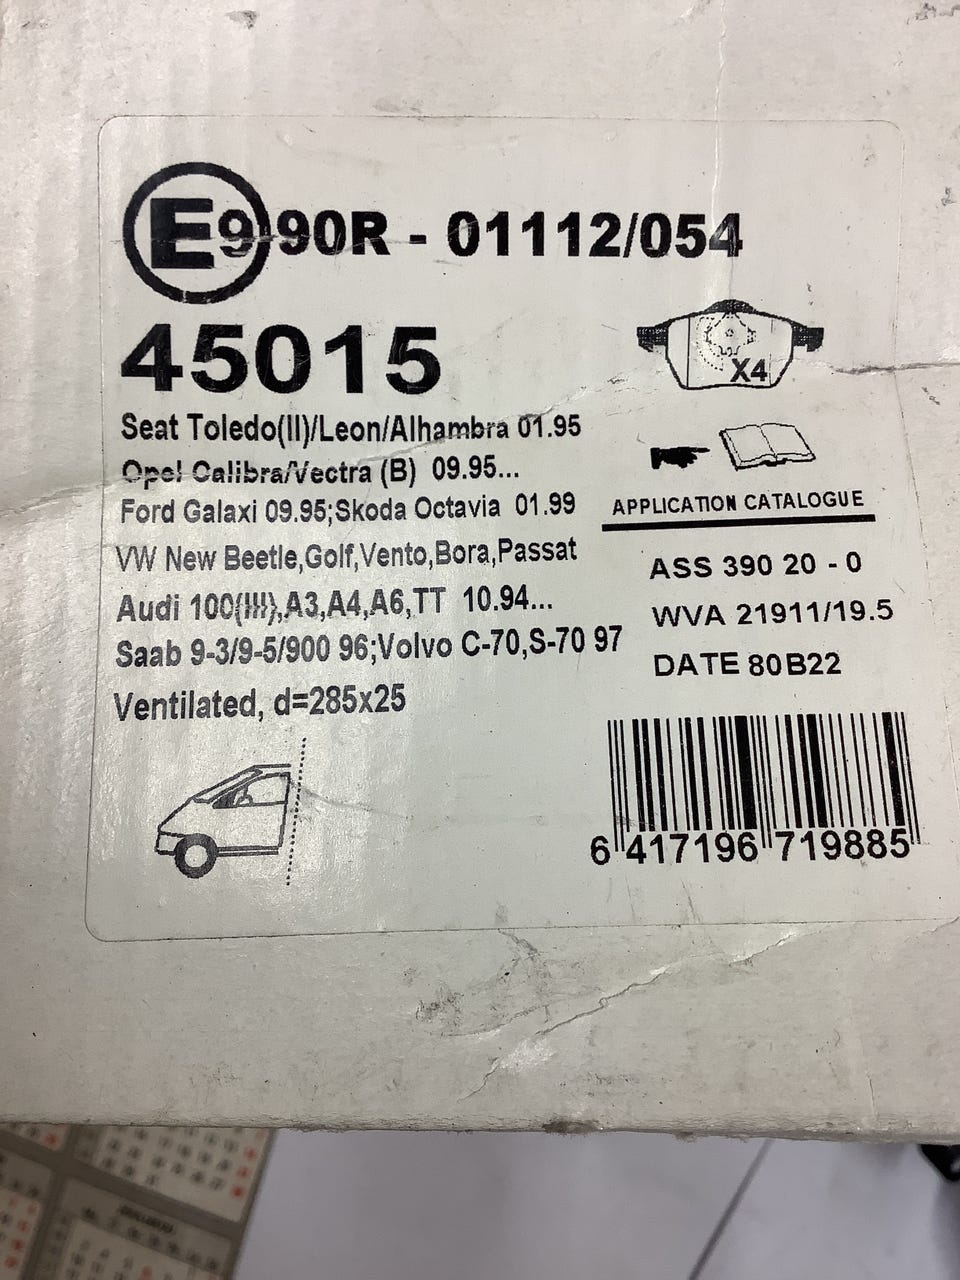 E9 90R - 01112/054
45015
X4
Seat Toledo(II)/Leon/Alhambra 01.95
Opel Calibra/Vectra (B) 09.95...
Ford Galaxi 09.95;Skoda Octavia 01.99
VW New Beetle,Golf,Vento,Bora,Passat
Audi 100(III),A3,A4,A6,TT 10.94...
Saab 9-3/9-5/900 96;Volvo C-70,S-70 97
Ventilated, d=285x25
APPLICATION CATALOGUE
ASS 390 20 - 0
WVA 21911/19.5
DATE 80B22
6 417196 719885